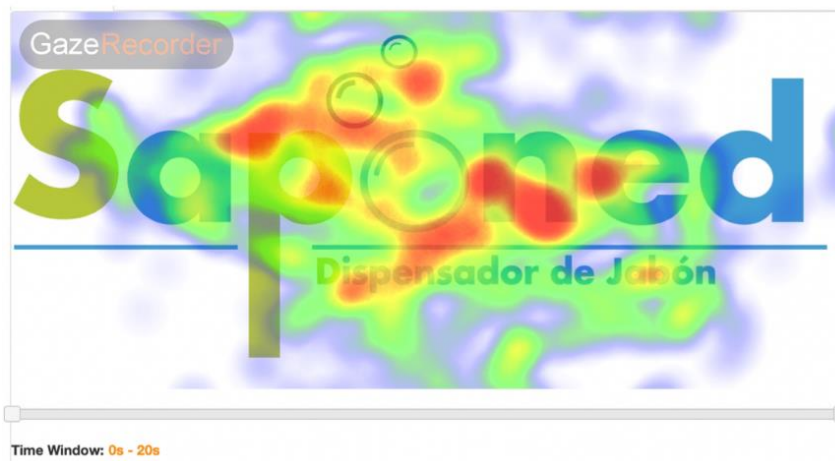 GazeRecorder
Saponed
Dispensador de Jabón
Time Window: 0s - 20s